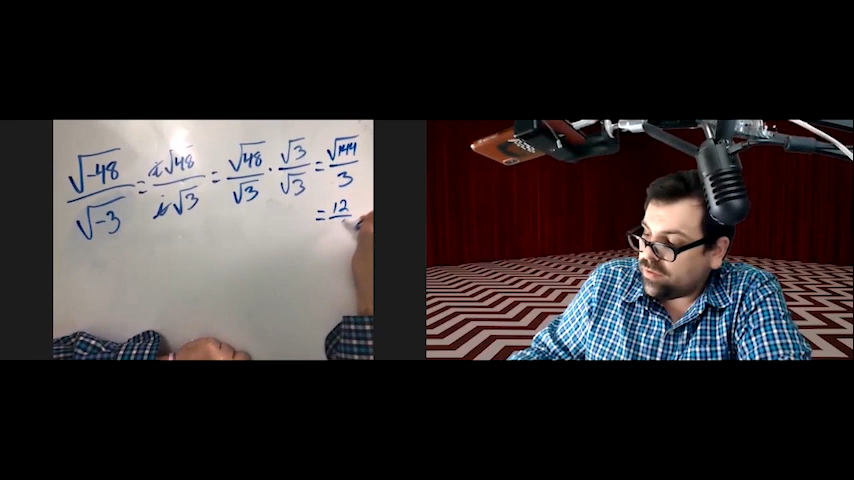 √-48 / √-3 = i√48 / i√3 = √48 / √3 · √3 / √3 = √144 / 3
= 12 /